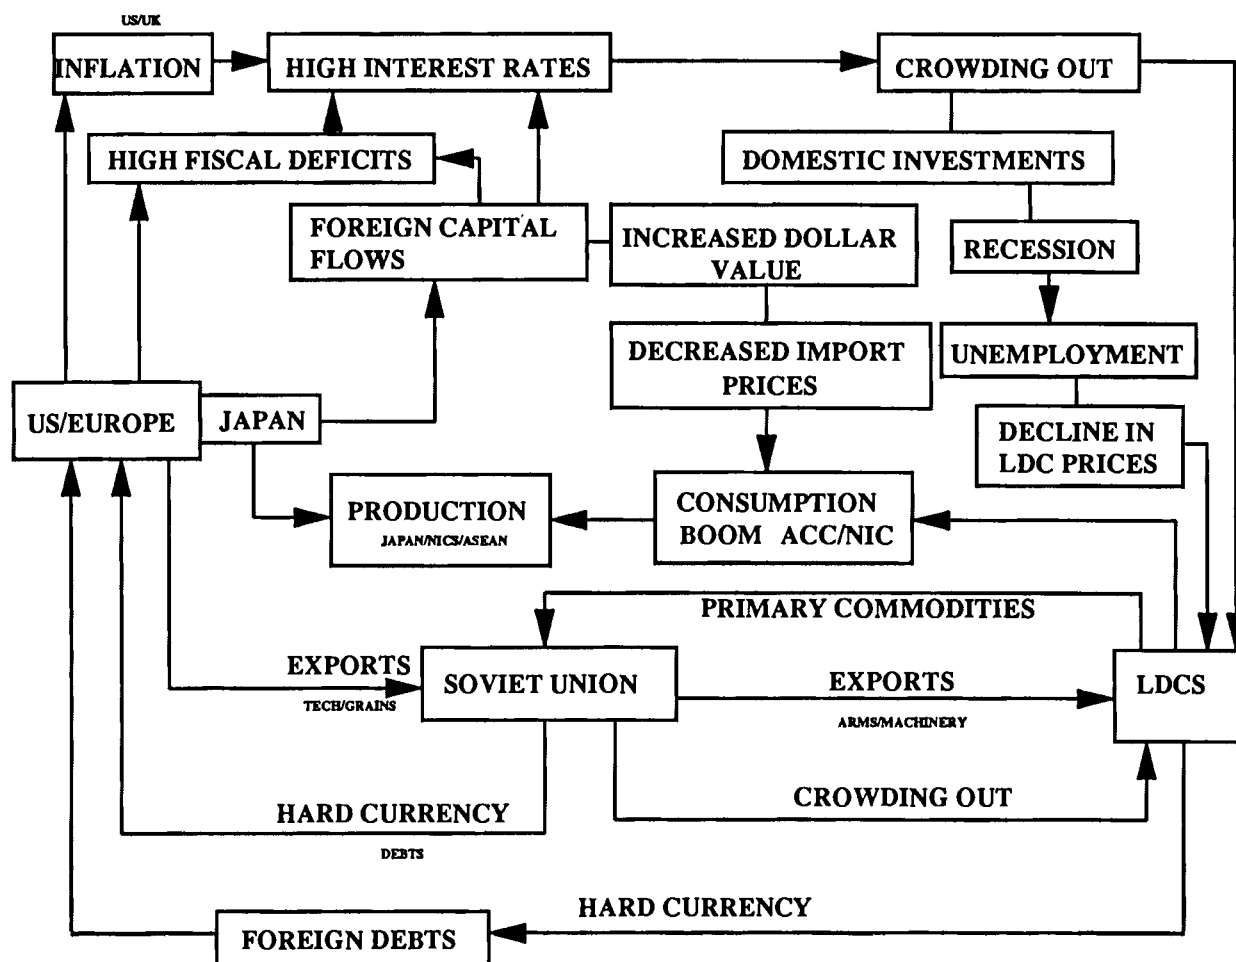 US/UK
INFLATION
HIGH INTEREST RATES
CROWDING OUT
HIGH FISCAL DEFICITS
DOMESTIC INVESTMENTS
FOREIGN CAPITAL
FLOWS
INCREASED DOLLAR
VALUE
RECESSION
DECREASED IMPORT
PRICES
UNEMPLOYMENT
US/EUROPE
JAPAN
DECLINE IN
LDC PRICES
PRODUCTION
JAPAN/NICS/ASEAN
CONSUMPTION
BOOM ACC/NIC
PRIMARY COMMODITIES
EXPORTS
TECH/GRAINS
SOVIET UNION
EXPORTS
ARMS/MACHINERY
LDCS
HARD CURRENCY
DEBTS
CROWDING OUT
HARD CURRENCY
FOREIGN DEBTS